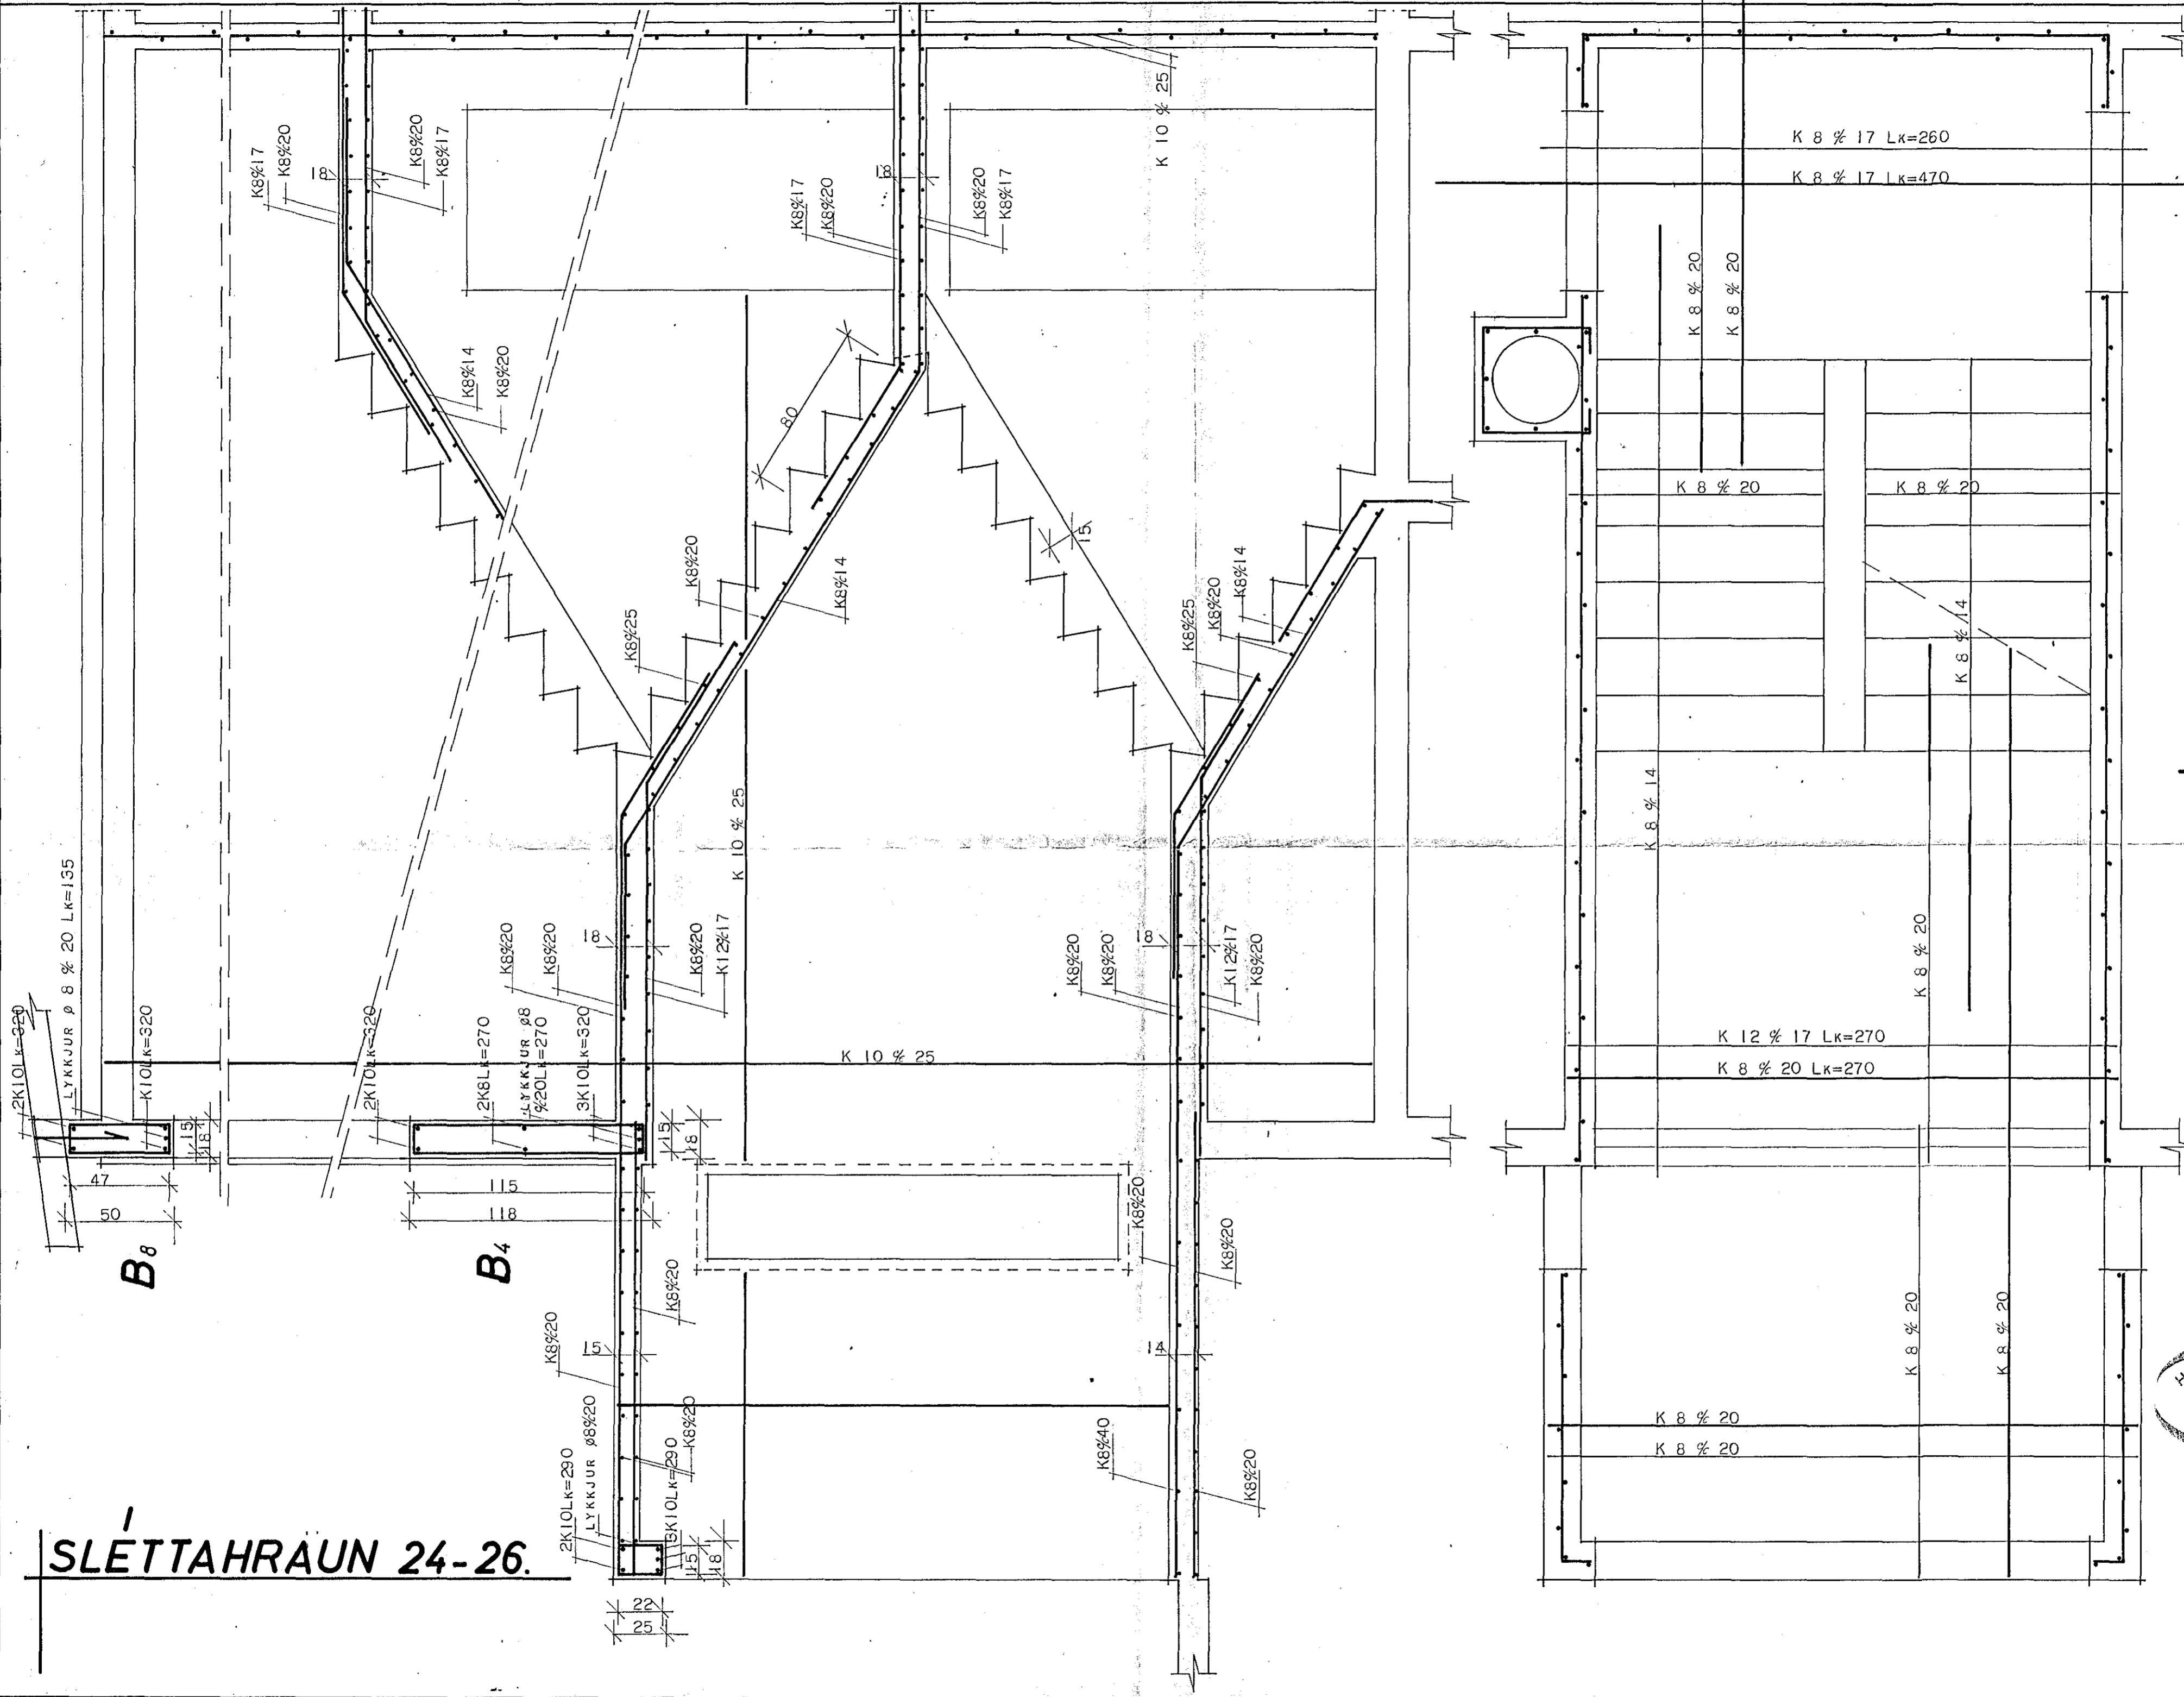 K8%17
K8%20
18
K8%20
K8%17
K8%17
K8%20
18
K8%20
K8%17
K 10 % 25
K 8 % 17 Lk=260
K 8 % 17 Lk=470
K 8 % 20
K 8 % 20
K8%14
K8%20
80
15
K8%20
K8%14
K8%25
K8%25
K8%20
K8%14
K 8 % 20
K 8 % 20
K 8 % 14
K 8 % 14
K 10 % 25
K 8 % 20
K8%20
K8%20
18
K8%20
K12%17
K8%20
K8%20
18
K12%17
K8%20
2K10Lk=320
LYKKJUR ø 8 % 20 Lk=135
K10Lk=320
2K10Lk=320
2K8Lk=270
LYKKJUR ø8
%20Lk=270
3K10Lk=320
K 10 % 25
K 12 % 17 Lk=270
K 8 % 20 Lk=270
15
18
47
50
B8
115
118
B4
15
18
K8%20
K8%20
K8%20
K8%20
15
14
K 8 % 20
K 8 % 20
K 8 % 20
K 8 % 20
2K10Lk=290
LYKKJUR ø8%20
3K10Lk=290
K8%20
15
18
K8%40
K8%20
22
25
SLÉTTAHRAUN 24-26.